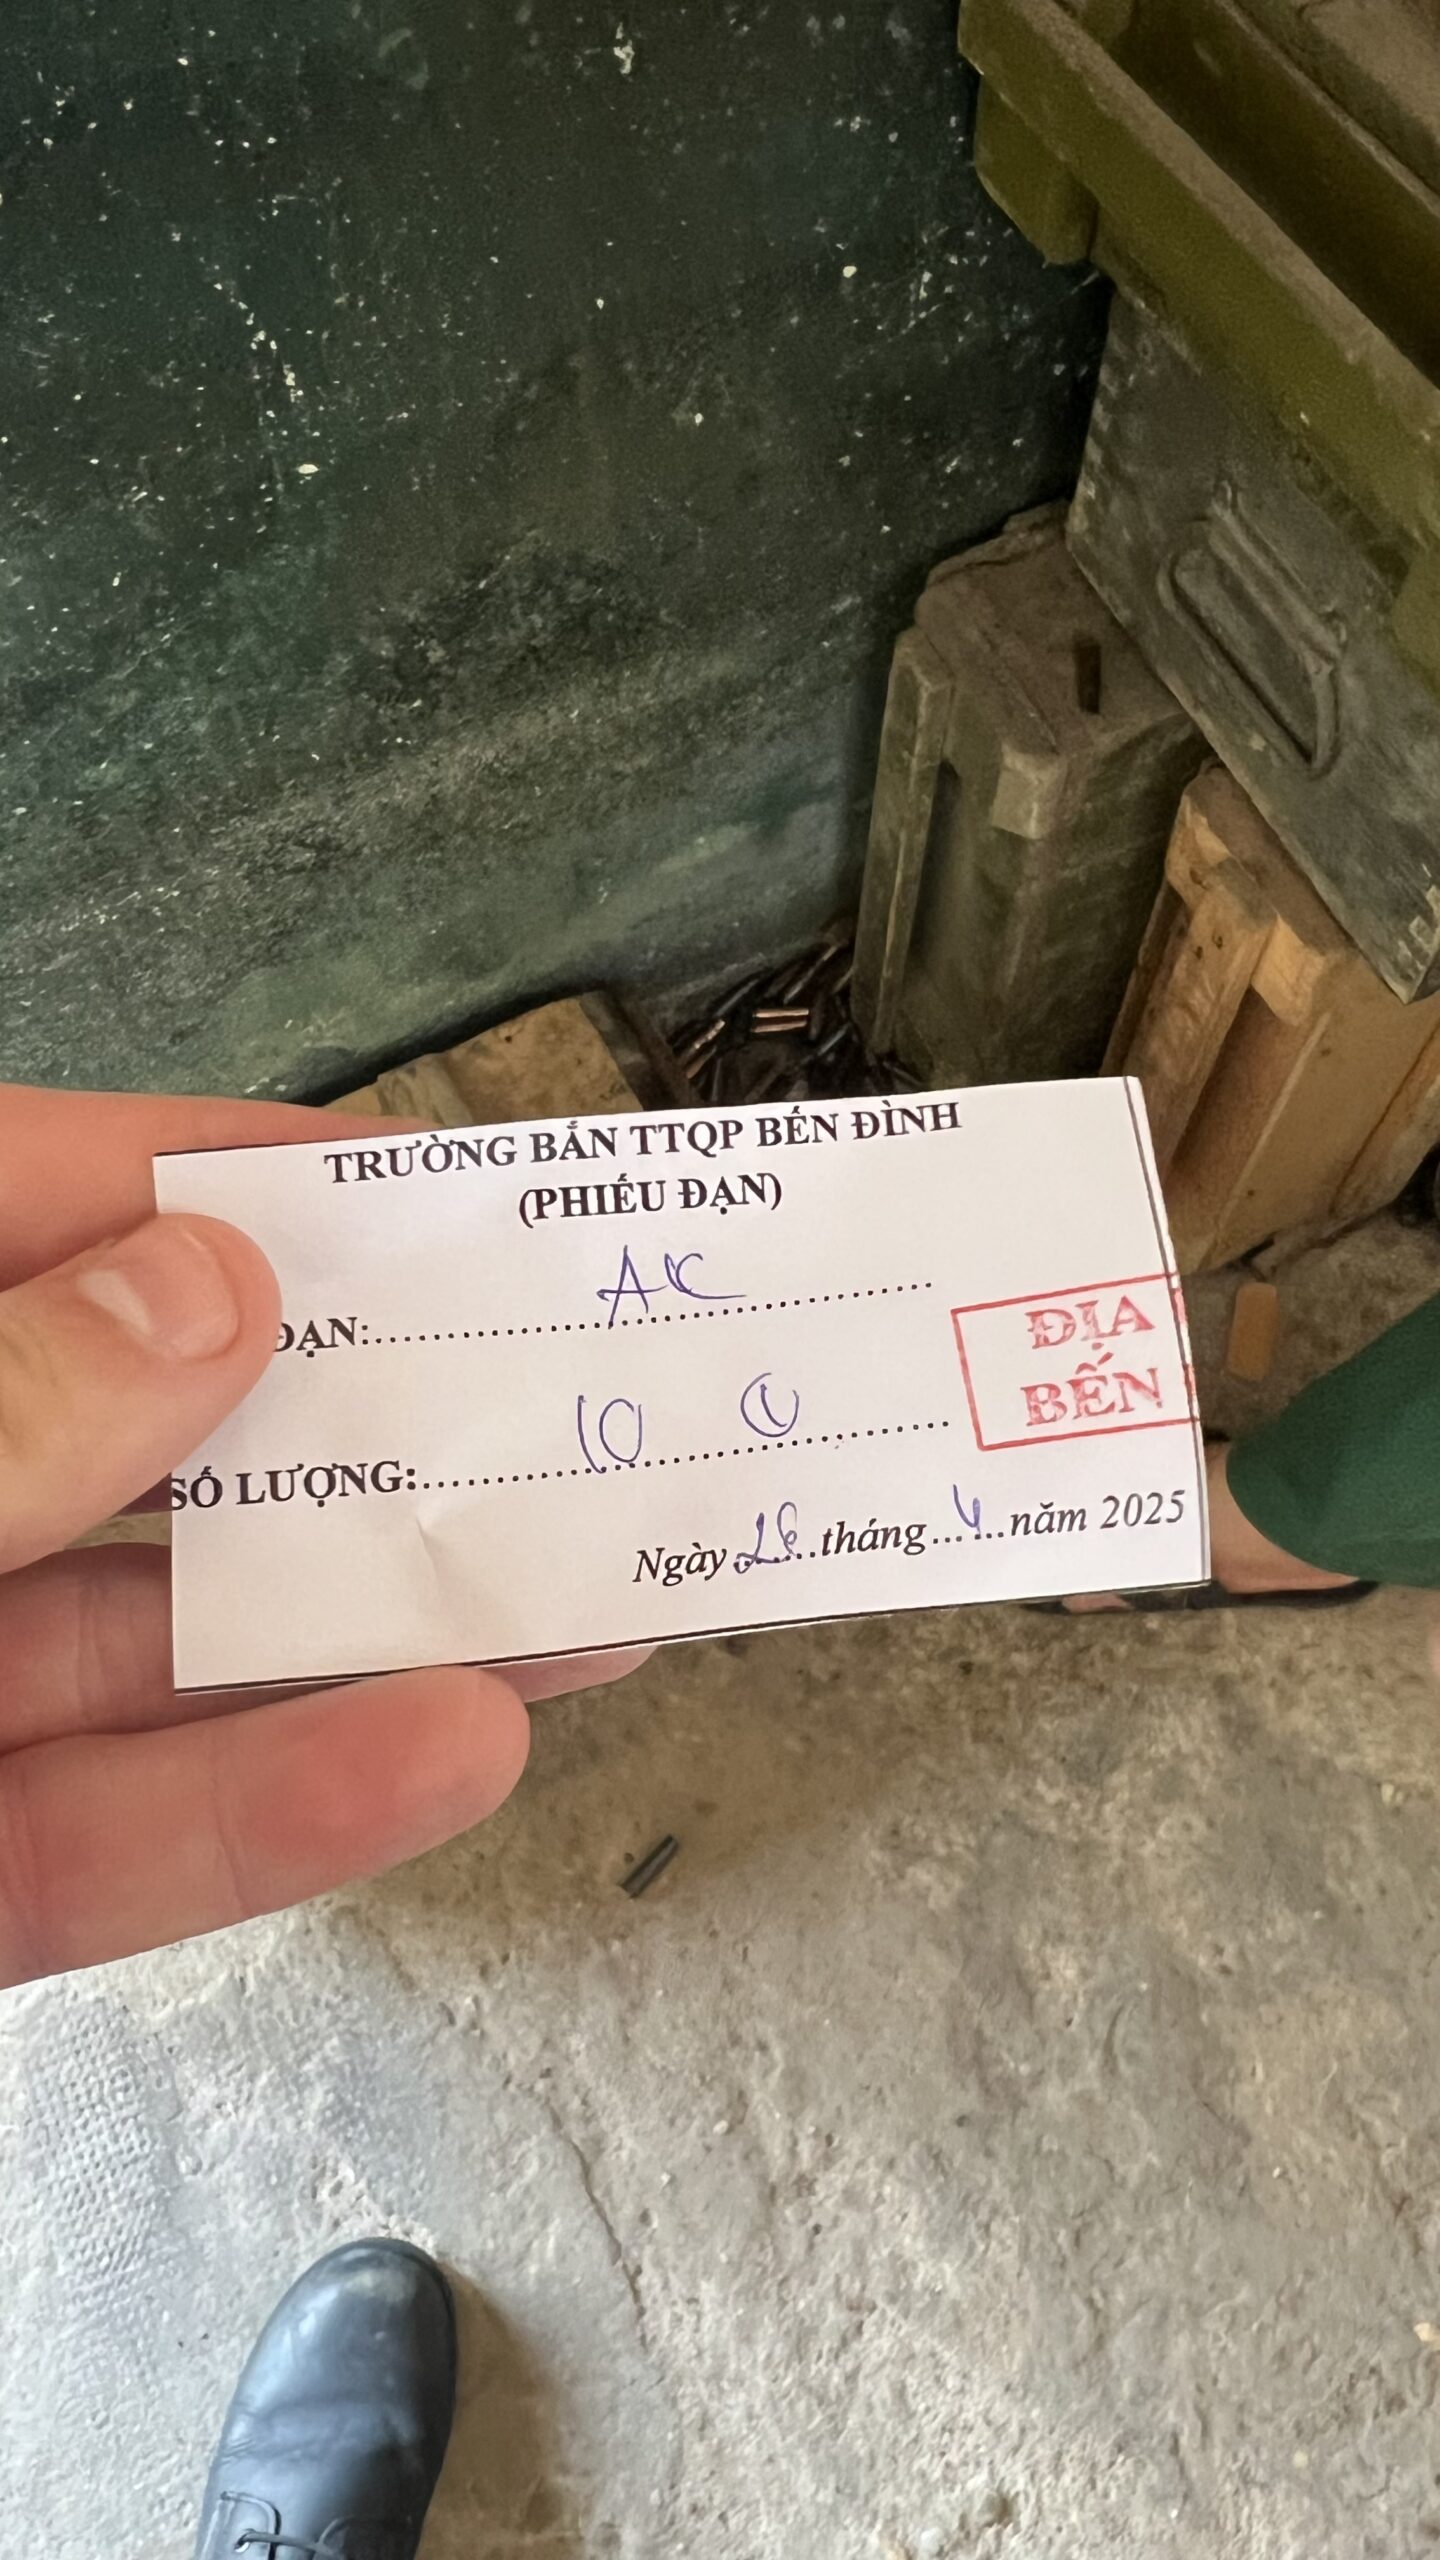 TRƯỜNG BẮN TTQP BẾN ĐÌNH
(PHIẾU ĐẠN)
ĐẠN:........ AK ........
SỐ LƯỢNG:........ 10 ........
ĐỊA
BẾN
Ngày 26 tháng 4 năm 2025